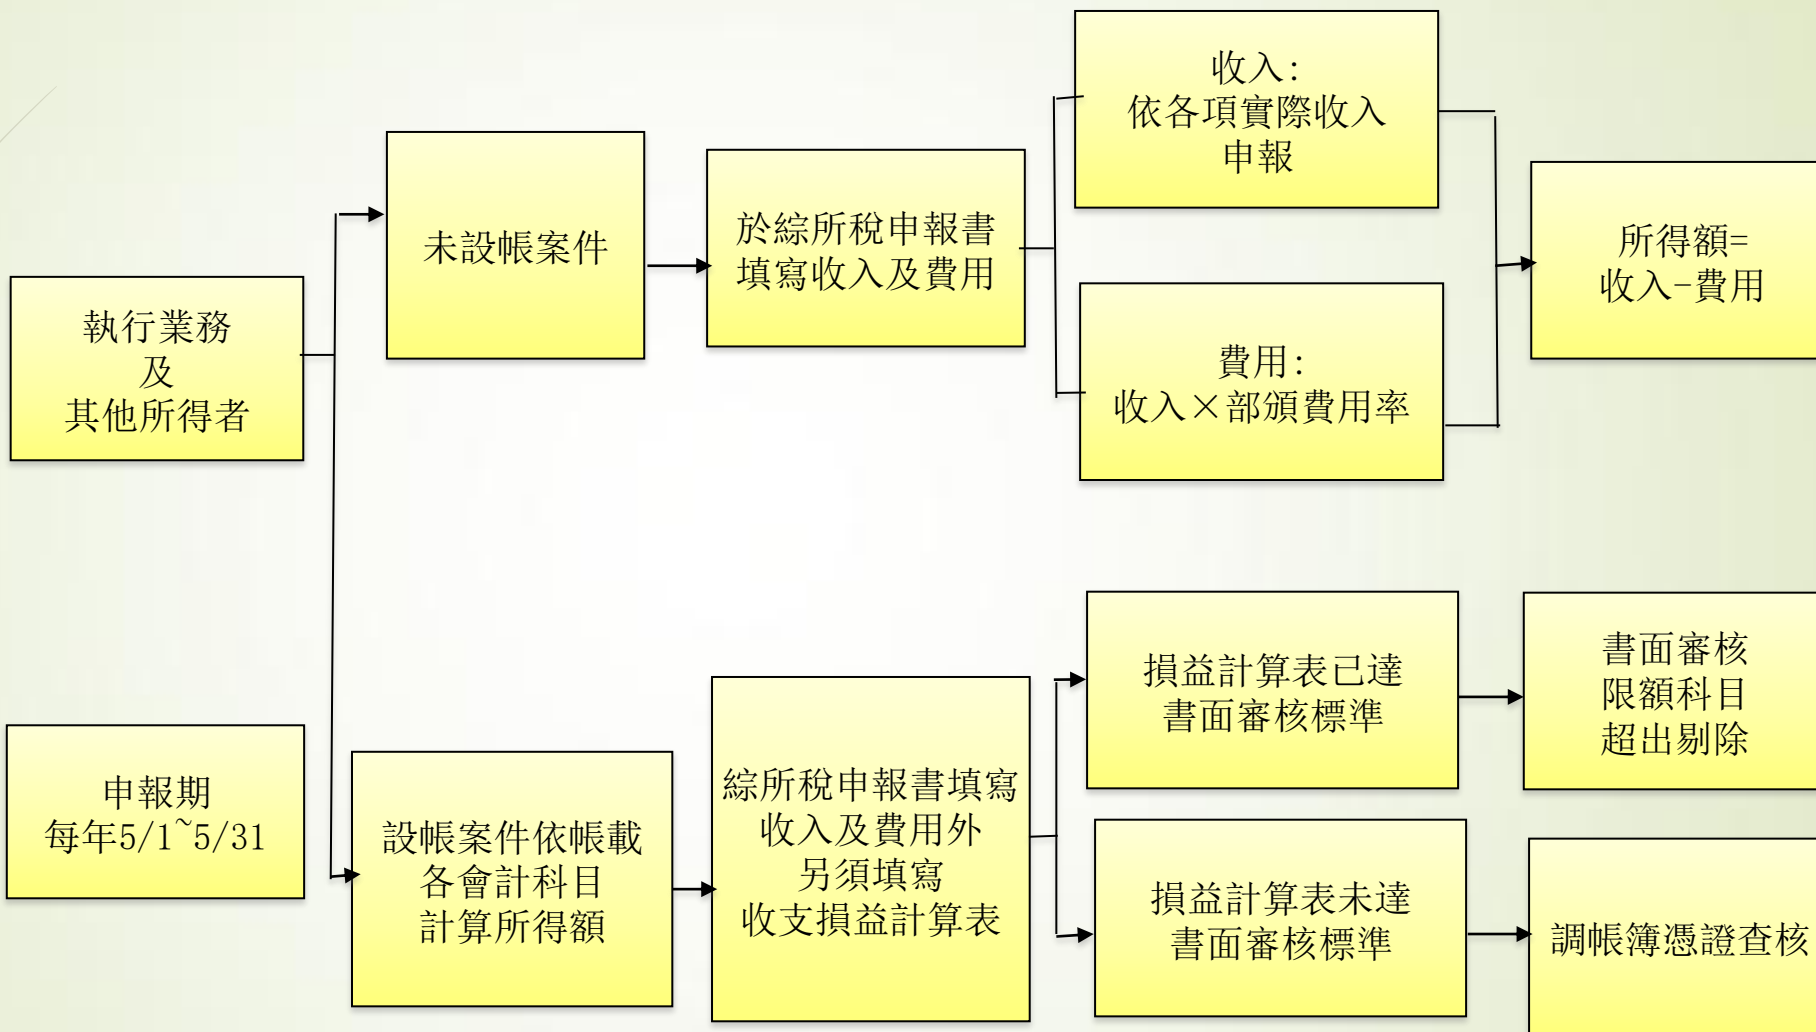 執行業務
及
其他所得者
申報期
每年5/1~5/31
未設帳案件
於綜所稅申報書
填寫收入及費用
收入:
依各項實際收入
申報
費用:
收入×部頒費用率
所得額=
收入-費用
設帳案件依帳載
各會計科目
計算所得額
綜所稅申報書填寫
收入及費用外
另須填寫
收支損益計算表
損益計算表已達
書面審核標準
書面審核
限額科目
超出剔除
損益計算表未達
書面審核標準
調帳簿憑證查核